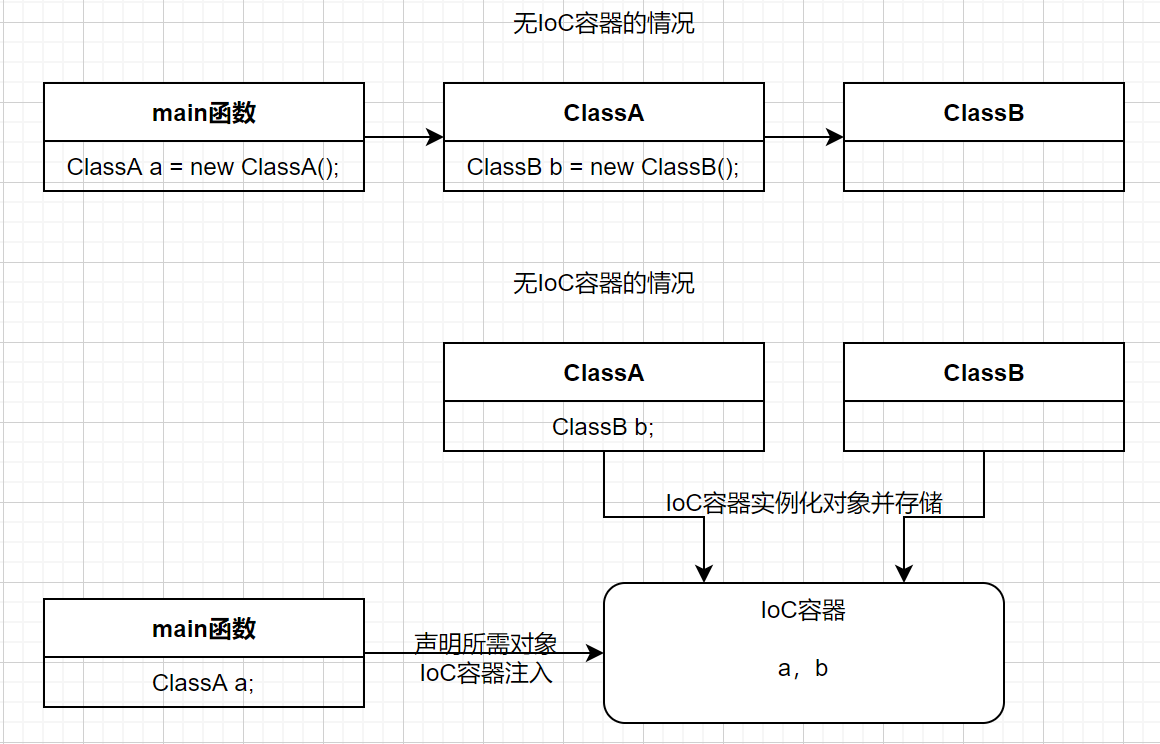 无IoC容器的情况
main函数
ClassA a = new ClassA();
ClassA
ClassB b = new ClassB();
ClassB
无IoC容器的情况
ClassA
ClassB b;
ClassB
IoC容器实例化对象并存储
main函数
ClassA a;
声明所需对象
IoC容器注入
IoC容器
a，b